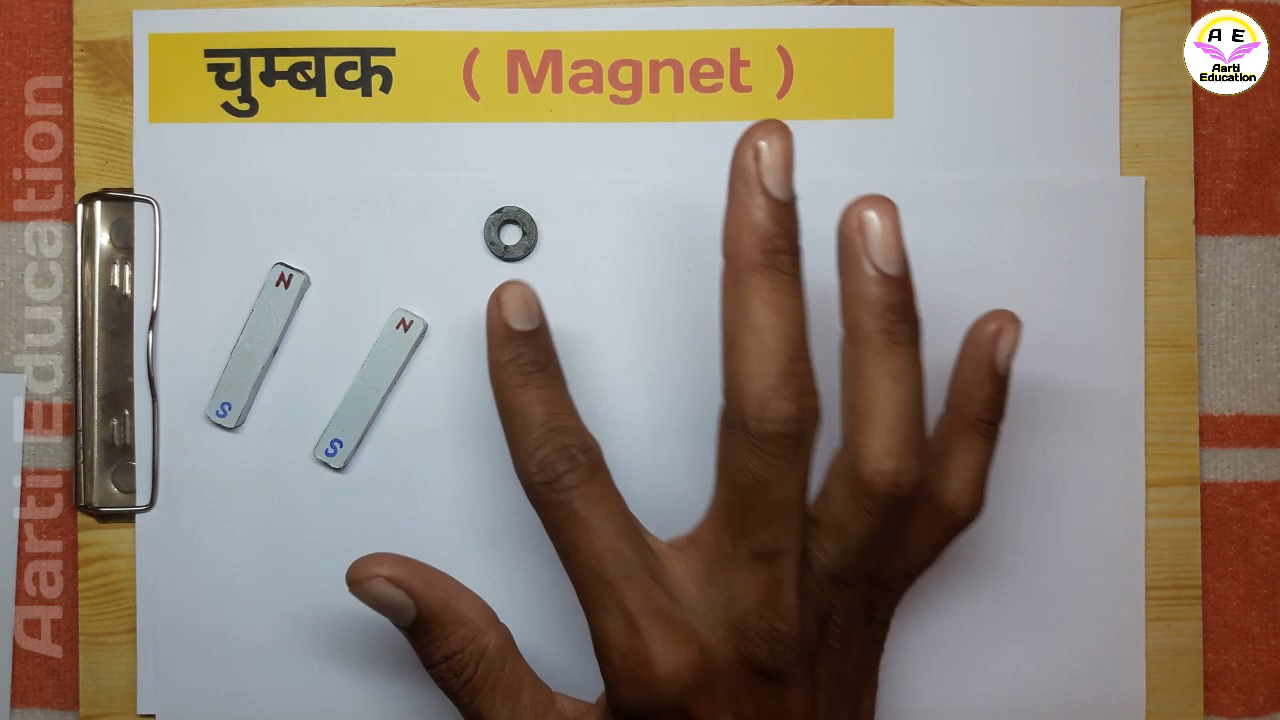 चुम्बक ( Magnet )
A E
Aarti
Education
N
S
N
S
Aarti Education